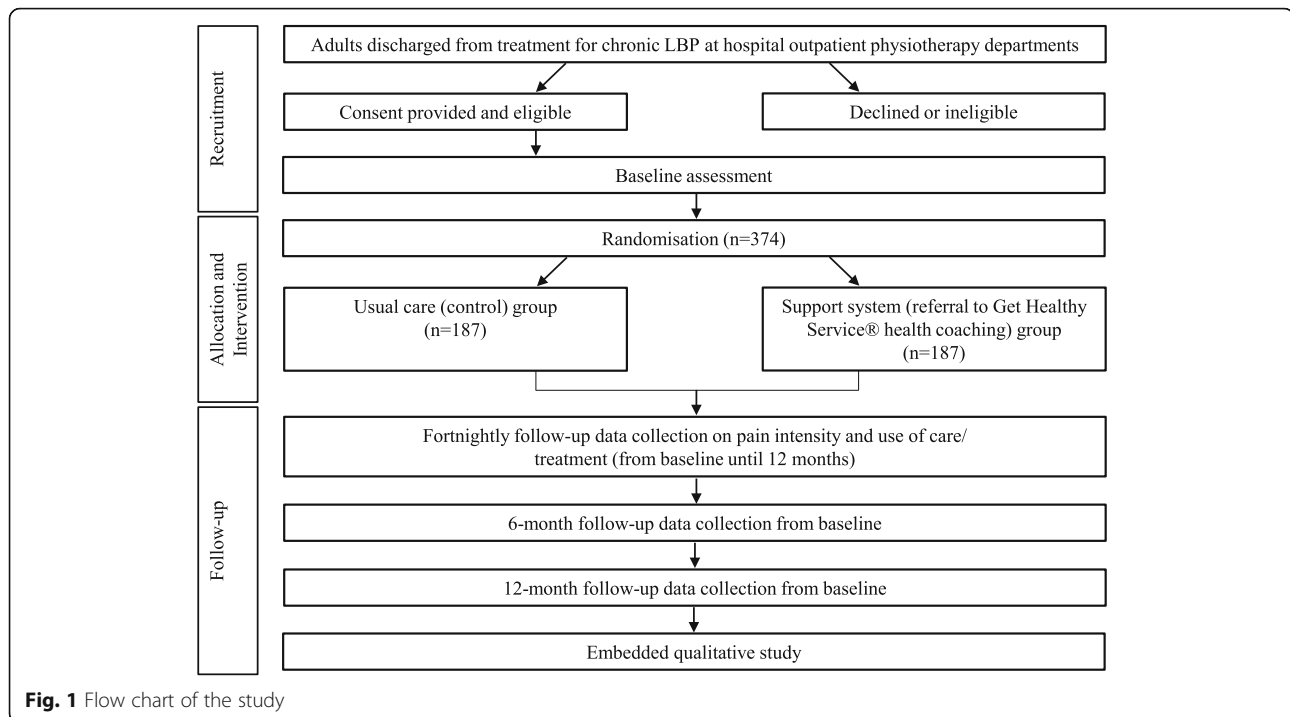 Recruitment
Adults discharged from treatment for chronic LBP at hospital outpatient physiotherapy departments
Consent provided and eligible
Declined or ineligible
Baseline assessment
Allocation and
Intervention
Randomisation (n=374)
Usual care (control) group
(n=187)
Support system (referral to Get Healthy
Service® health coaching) group
(n=187)
Follow-up
Fortnightly follow-up data collection on pain intensity and use of care/
treatment (from baseline until 12 months)
6-month follow-up data collection from baseline
12-month follow-up data collection from baseline
Embedded qualitative study
Fig. 1 Flow chart of the study